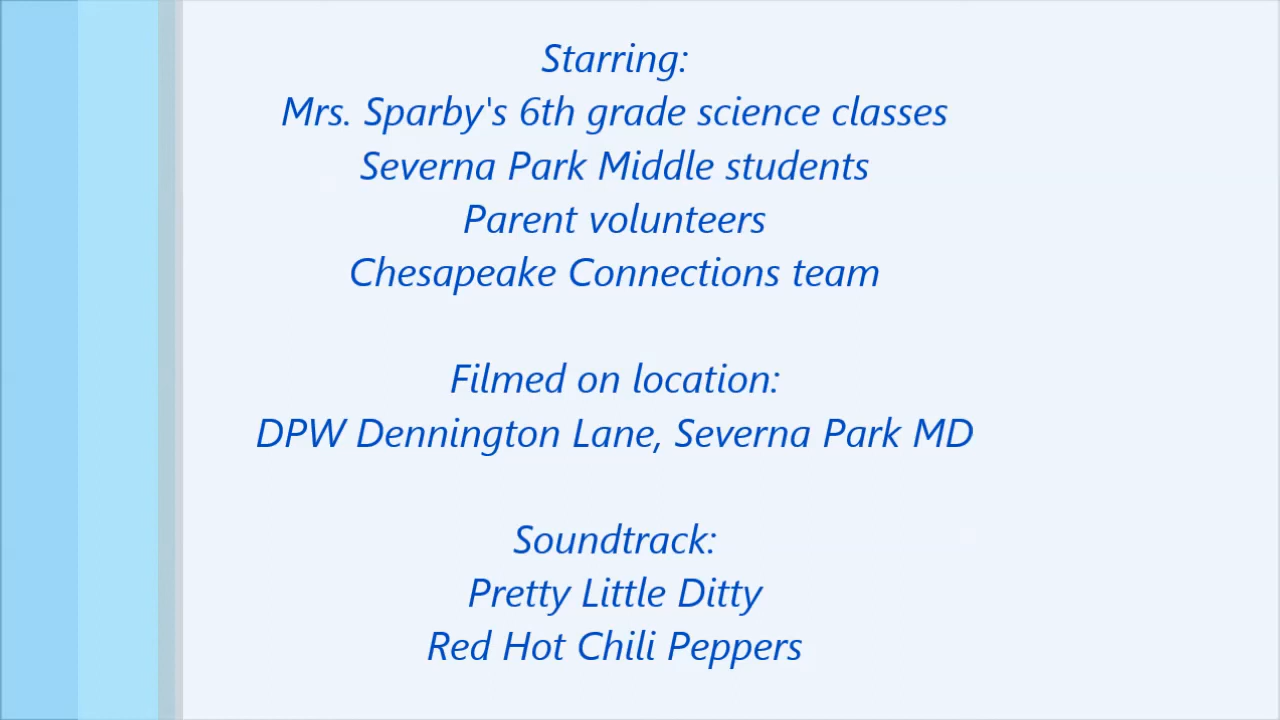 Starring:
Mrs. Sparby's 6th grade science classes
Severna Park Middle students
Parent volunteers
Chesapeake Connections team
Filmed on location:
DPW Dennington Lane, Severna Park MD
Soundtrack:
Pretty Little Ditty
Red Hot Chili Peppers